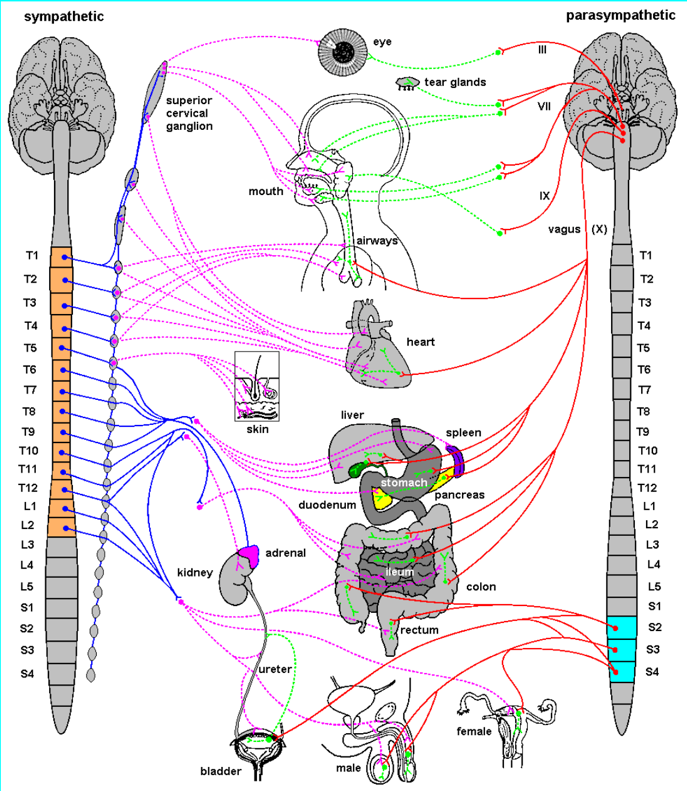 sympathetic
parasympathetic
eye
III
tear glands
superior
cervical
ganglion
VII
mouth
IX
vagus (X)
airways
T1
T2
T3
T4
T5
T6
T7
T8
T9
T10
T11
T12
L1
L2
L3
L4
L5
S1
S2
S3
S4
heart
skin
liver
spleen
stomach
pancreas
duodenum
adrenal
kidney
ileum
colon
rectum
ureter
bladder
male
female
T1
T2
T3
T4
T5
T6
T7
T8
T9
T10
T11
T12
L1
L2
L3
L4
L5
S1
S2
S3
S4